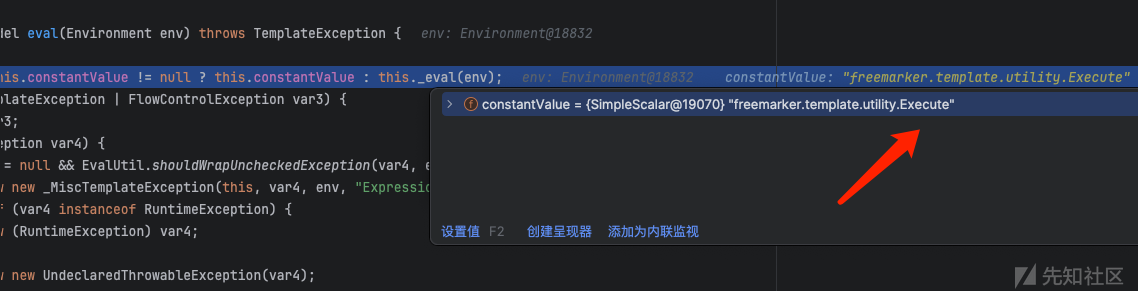 del eval(Environment env) throws TemplateException { env: Environment@18832
his.constantValue != null ? this.constantValue : this._eval(env); env: Environment@18832 constantValue: "freemarker.template.utility.Execute"
plateException | FlowControlException var3) {
r3;
eption var4) {
= null && EvalUtil.shouldWrapUncheckedException(var4, e
w new _MiscTemplateException(this, var4, env, "Expressio
f (var4 instanceof RuntimeException) {
w (RuntimeException) var4;
w new UndeclaredThrowableException(var4);
constantValue = {SimpleScalar@19070} "freemarker.template.utility.Execute"
设置值 F2 创建呈现器 添加为内联监视
先知社区